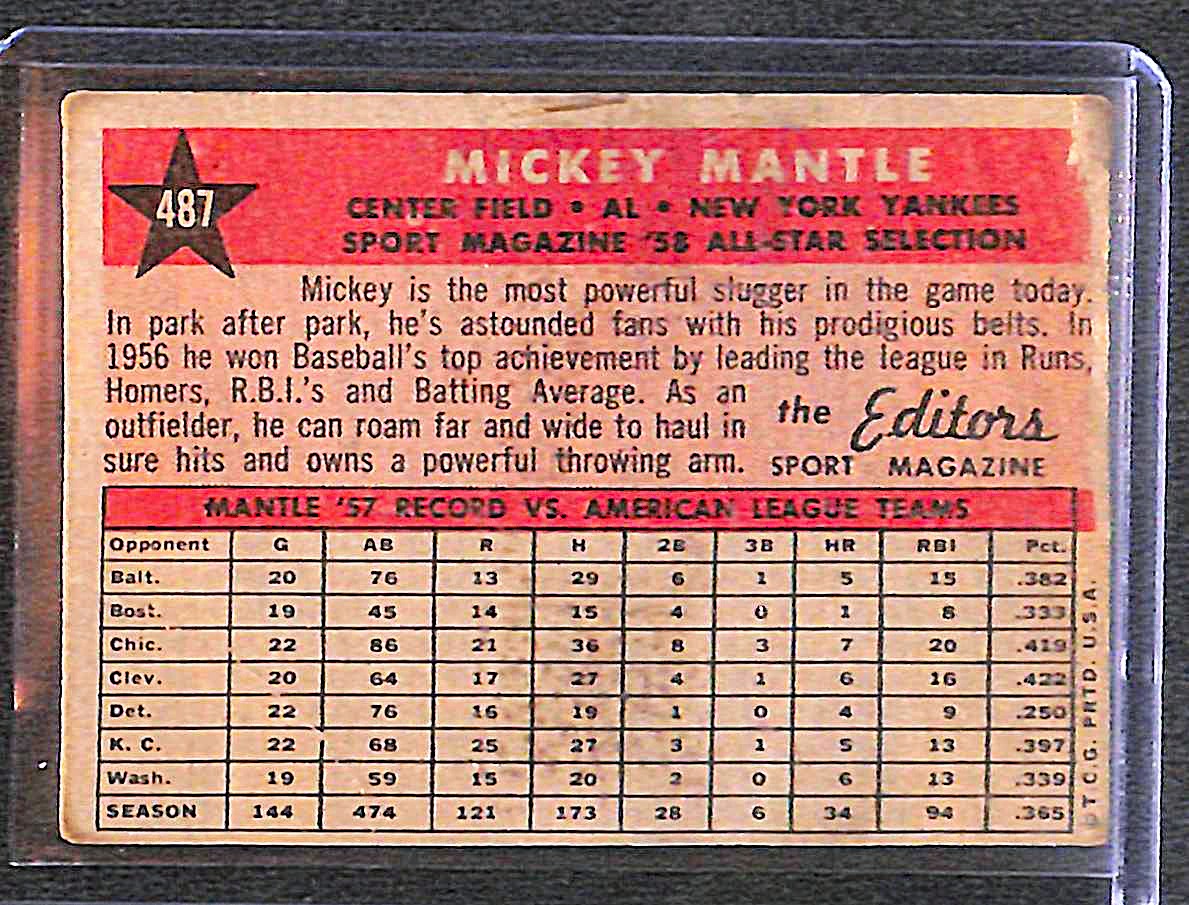 487
MICKEY MANTLE
CENTER FIELD • AL • NEW YORK YANKEES
SPORT MAGAZINE '58 ALL-STAR SELECTION
Mickey is the most powerful slugger in the game today.
In park after park, he's astounded fans with his prodigious belts. In
1956 he won Baseball's top achievement by leading the league in Runs,
Homers, R.B.I.'s and Batting Average. As an
outfielder, he can roam far and wide to haul in
sure hits and owns a powerful throwing arm.
the Editors
SPORT MAGAZINE
MANTLE '57 RECORD VS. AMERICAN LEAGUE TEAMS
Opponent G AB R H 2B 3B HR RBI Pct.
Balt. 20 76 13 29 6 1 5 15 .382
Bost. 19 45 14 15 4 0 1 8 .333
Chic. 22 86 21 36 8 3 7 20 .419
Clev. 20 64 17 27 4 1 6 16 .422
Det. 22 76 16 19 1 0 4 9 .250
K. C. 22 68 25 27 3 1 5 13 .397
Wash. 19 59 15 20 2 0 6 13 .339
SEASON 144 474 121 173 28 6 34 94 .365
T.C.G. PRTD. U.S.A.